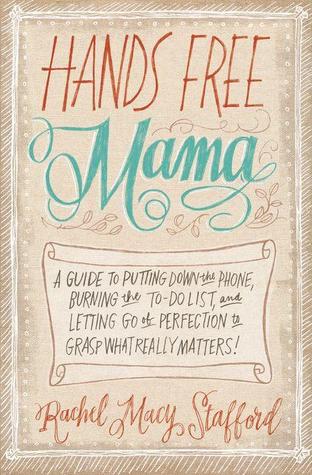 HANDS FREE
Mama
A GUIDE TO PUTTING DOWN the PHONE,
BURNING the TO-DO LIST, and
LETTING GO of PERFECTION to
GRASP WHAT REALLY MATTERS!
Rachel Macy Stafford